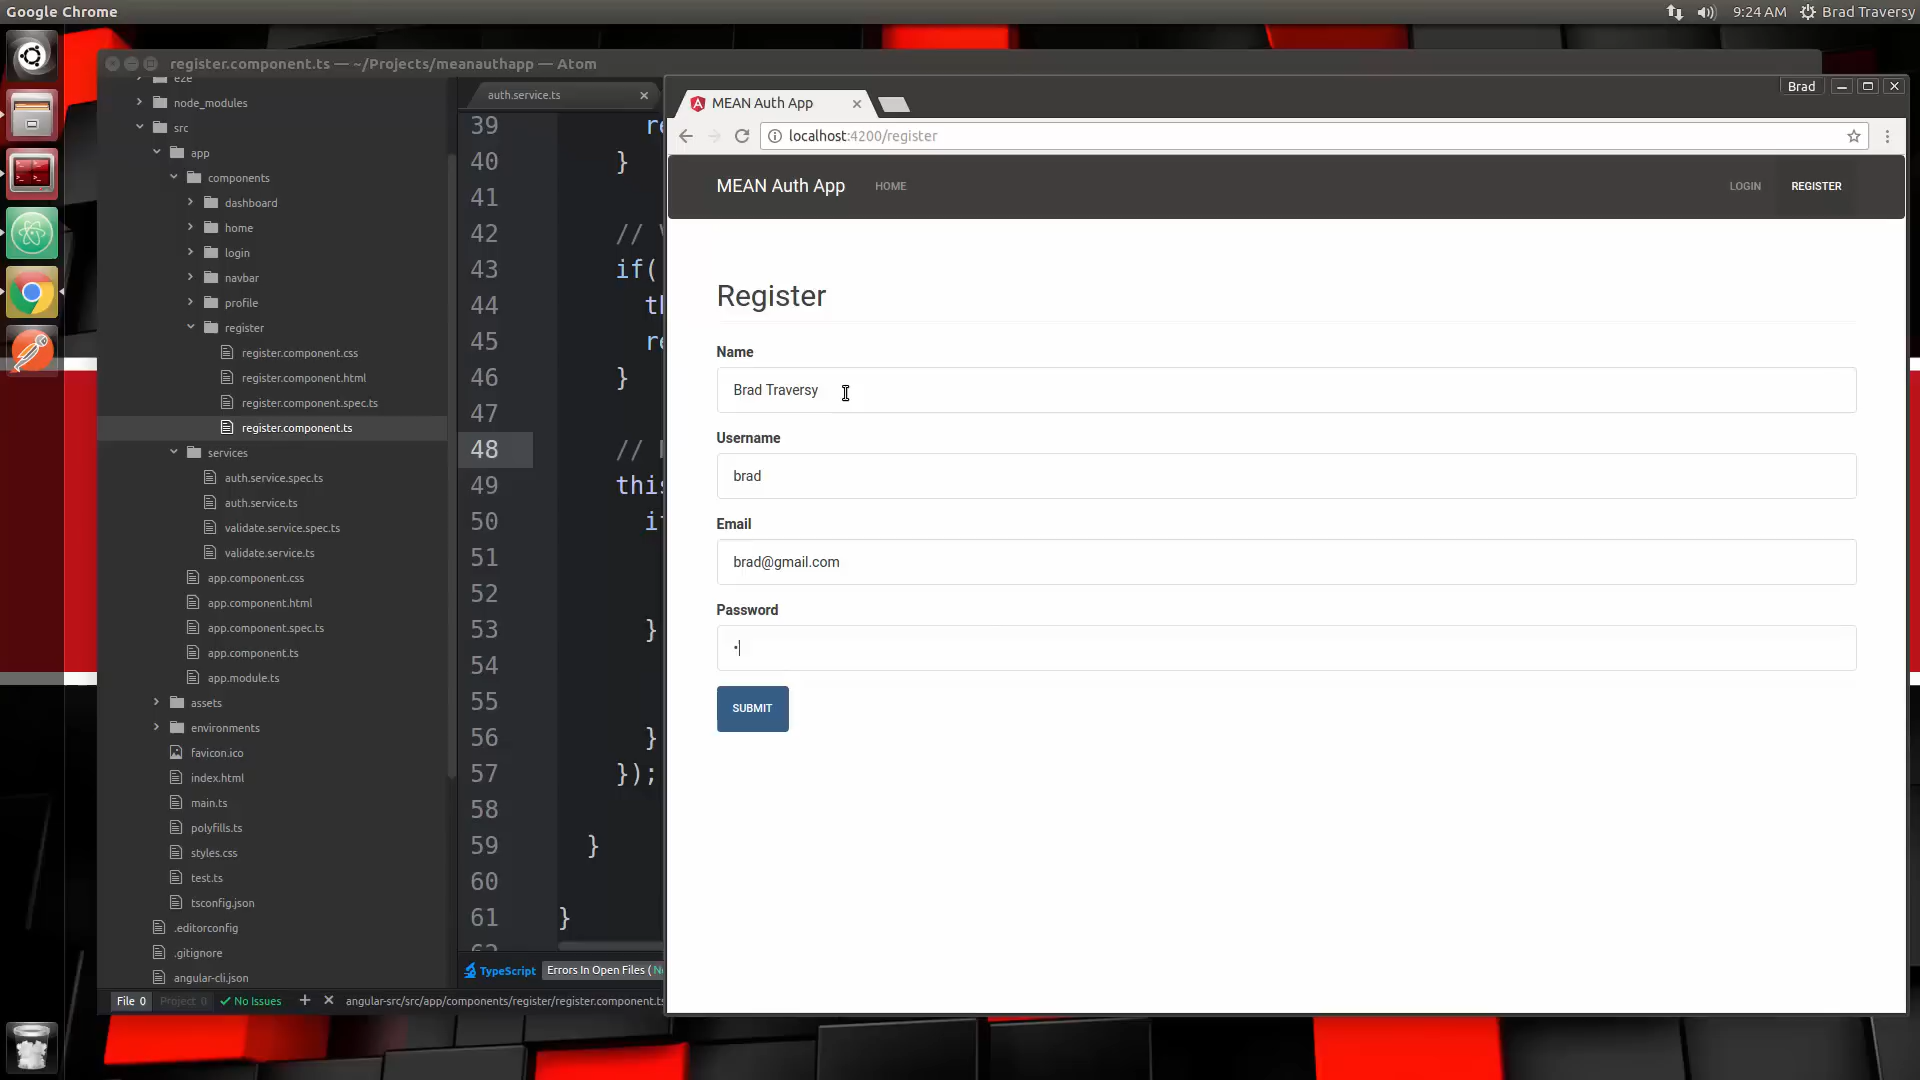 Google Chrome
9:24 AM
Brad Traversy
register.component.ts — ~/Projects/meanauthapp — Atom
e2e
node_modules
src
app
components
dashboard
home
login
navbar
profile
register
register.component.css
register.component.html
register.component.spec.ts
register.component.ts
services
auth.service.spec.ts
auth.service.ts
validate.service.spec.ts
validate.service.ts
app.component.css
app.component.html
app.component.spec.ts
app.component.ts
app.module.ts
assets
environments
favicon.ico
index.html
main.ts
polyfills.ts
styles.css
test.ts
tsconfig.json
.editorconfig
.gitignore
angular-cli.json
File 0 Project 0 No Issues + × angular-src/src/app/components/register/register.component.ts
auth.service.ts
39 re
40 }
41
42 //
43 if(
44 th
45 re
46 }
47
48 //
49 this
50 if
51
52
53 }
54
55
56 }
57 });
58
59 }
60
61 }
62
TypeScript Errors In Open Files (
Brad
MEAN Auth App
localhost:4200/register
MEAN Auth App HOME LOGIN REGISTER
Register
Name
Brad Traversy
Username
brad
Email
brad@gmail.com
Password
•
SUBMIT